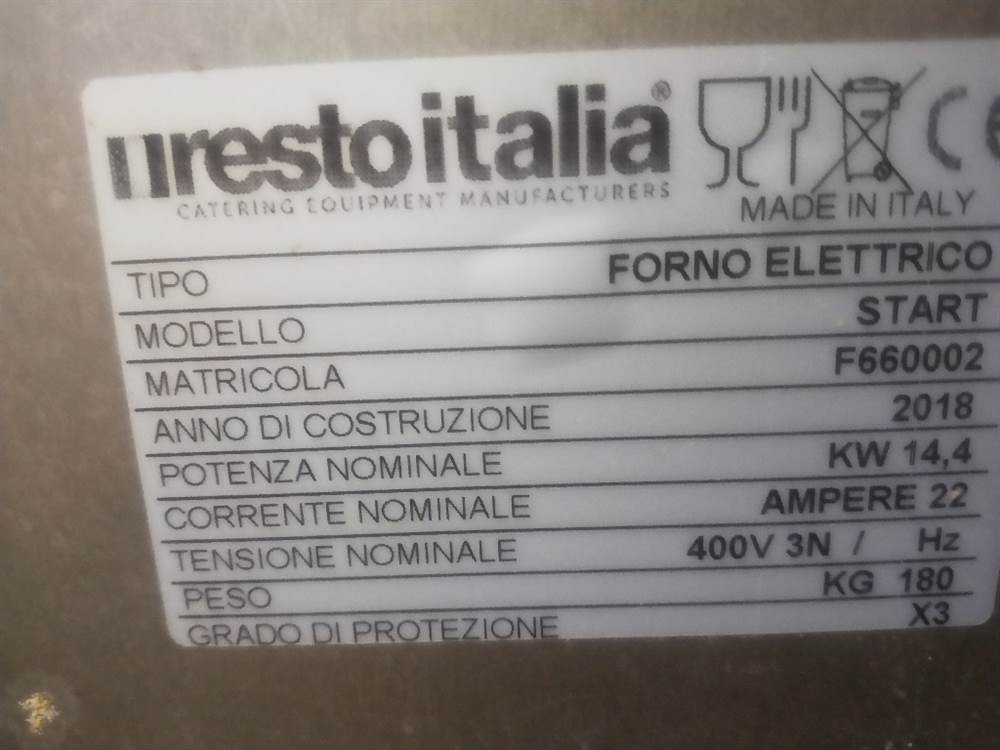 restoitalia®
CATERING EQUIPMENT MANUFACTURERS
MADE IN ITALY
TIPO FORNO ELETTRICO
MODELLO START
MATRICOLA F660002
ANNO DI COSTRUZIONE 2018
POTENZA NOMINALE KW 14,4
CORRENTE NOMINALE AMPERE 22
TENSIONE NOMINALE 400V 3N / Hz
PESO KG 180
GRADO DI PROTEZIONE X3
CE